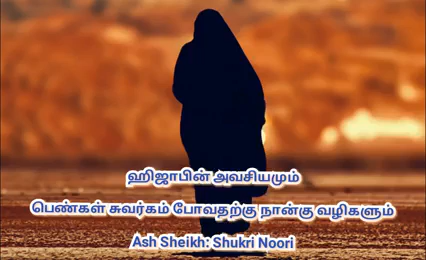 ஹிஜாபின் அவசியமும்
பெண்கள் சுவர்கம் போவதற்கு நான்கு வழிகளும்
Ash Sheikh: Shukri Noori